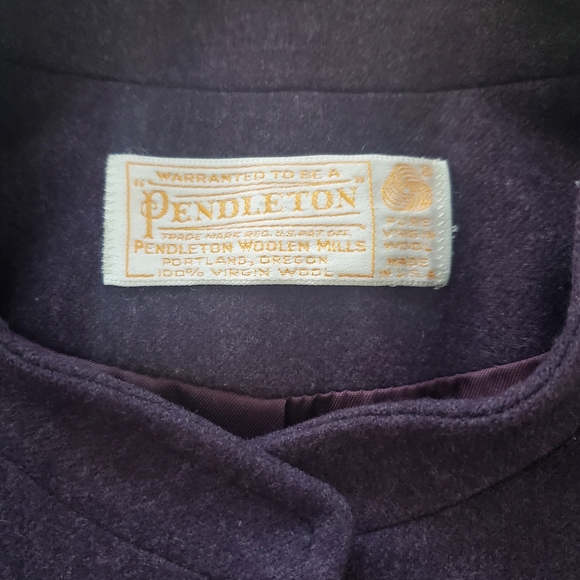 "WARRANTED TO BE A"
PENDLETON
TRADE MARK REG. U.S. PAT. OFF.
PENDLETON WOOLEN MILLS
PORTLAND, OREGON
100% VIRGIN WOOL
VIRGIN
WOOL
MADE
IN U.S.A.